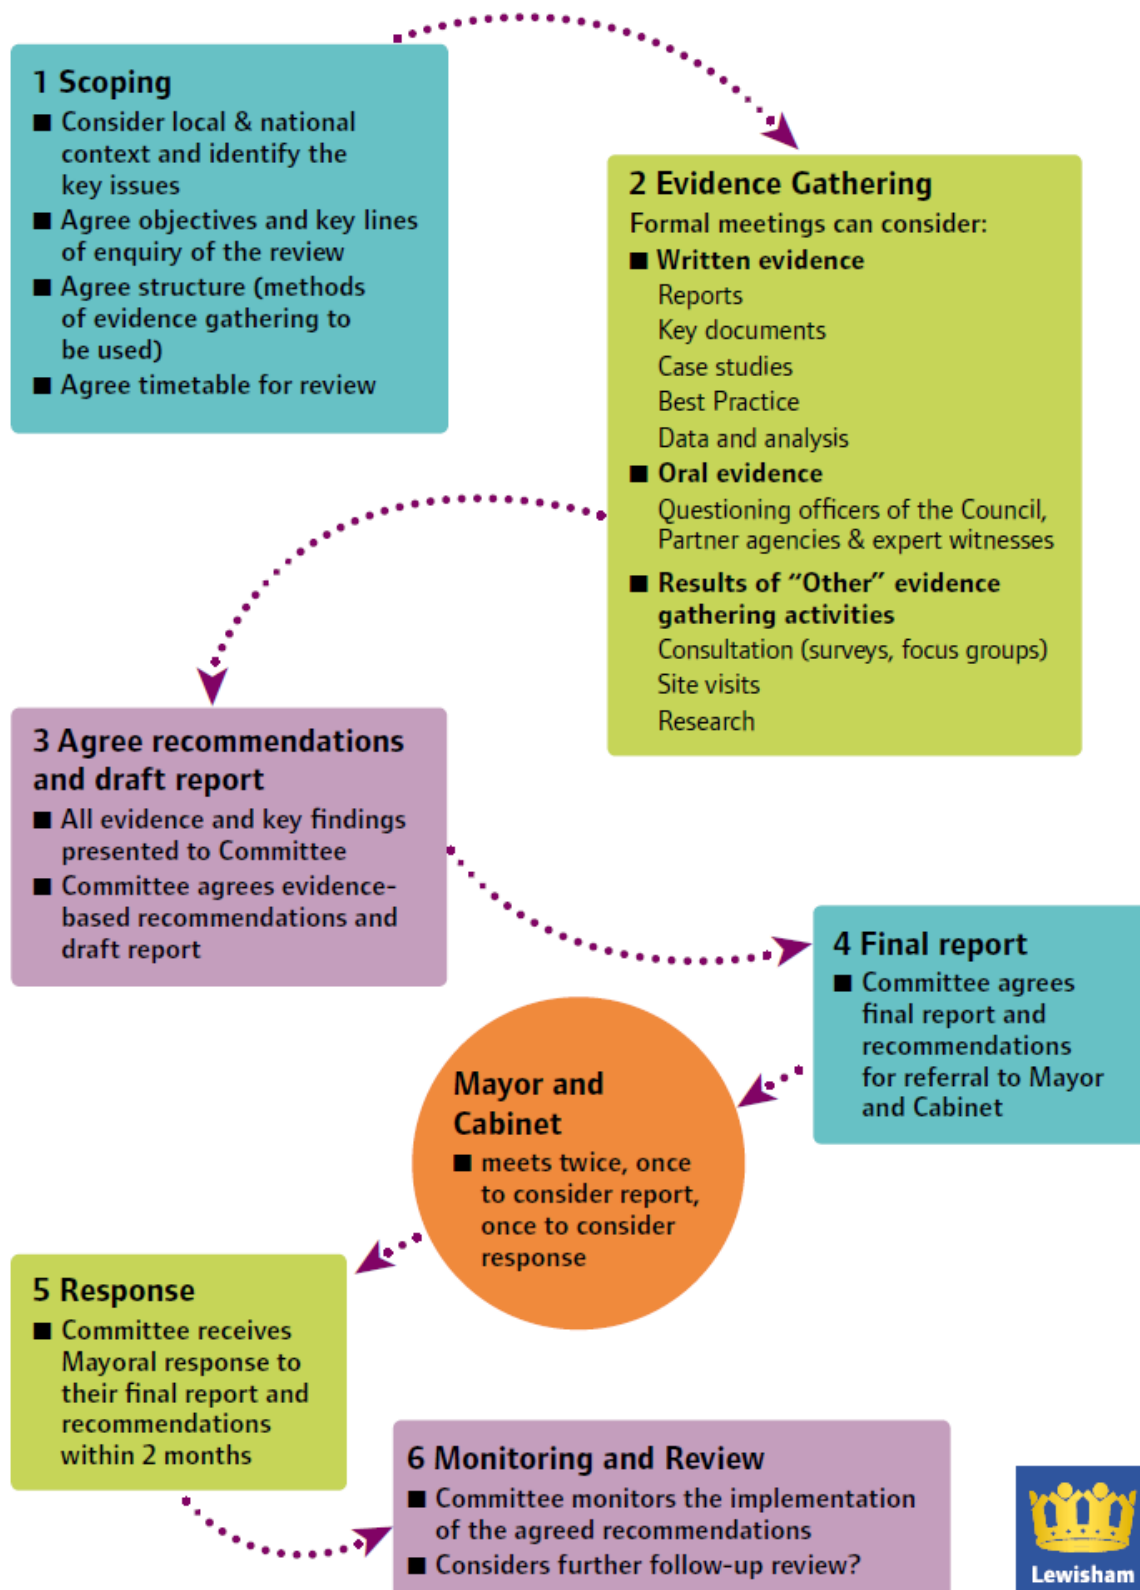 1 Scoping
■ Consider local & national
context and identify the
key issues
■ Agree objectives and key lines
of enquiry of the review
■ Agree structure (methods
of evidence gathering to
be used)
■ Agree timetable for review
2 Evidence Gathering
Formal meetings can consider:
■ Written evidence
Reports
Key documents
Case studies
Best Practice
Data and analysis
■ Oral evidence
Questioning officers of the Council,
Partner agencies & expert witnesses
■ Results of “Other” evidence
gathering activities
Consultation (surveys, focus groups)
Site visits
Research
3 Agree recommendations
and draft report
■ All evidence and key findings
presented to Committee
■ Committee agrees evidence-
based recommendations and
draft report
4 Final report
■ Committee agrees
final report and
recommendations
for referral to Mayor
and Cabinet
Mayor and
Cabinet
■ meets twice, once
to consider report,
once to consider
response
5 Response
■ Committee receives
Mayoral response to
their final report and
recommendations
within 2 months
6 Monitoring and Review
■ Committee monitors the implementation
of the agreed recommendations
■ Considers further follow-up review?
Lewisham